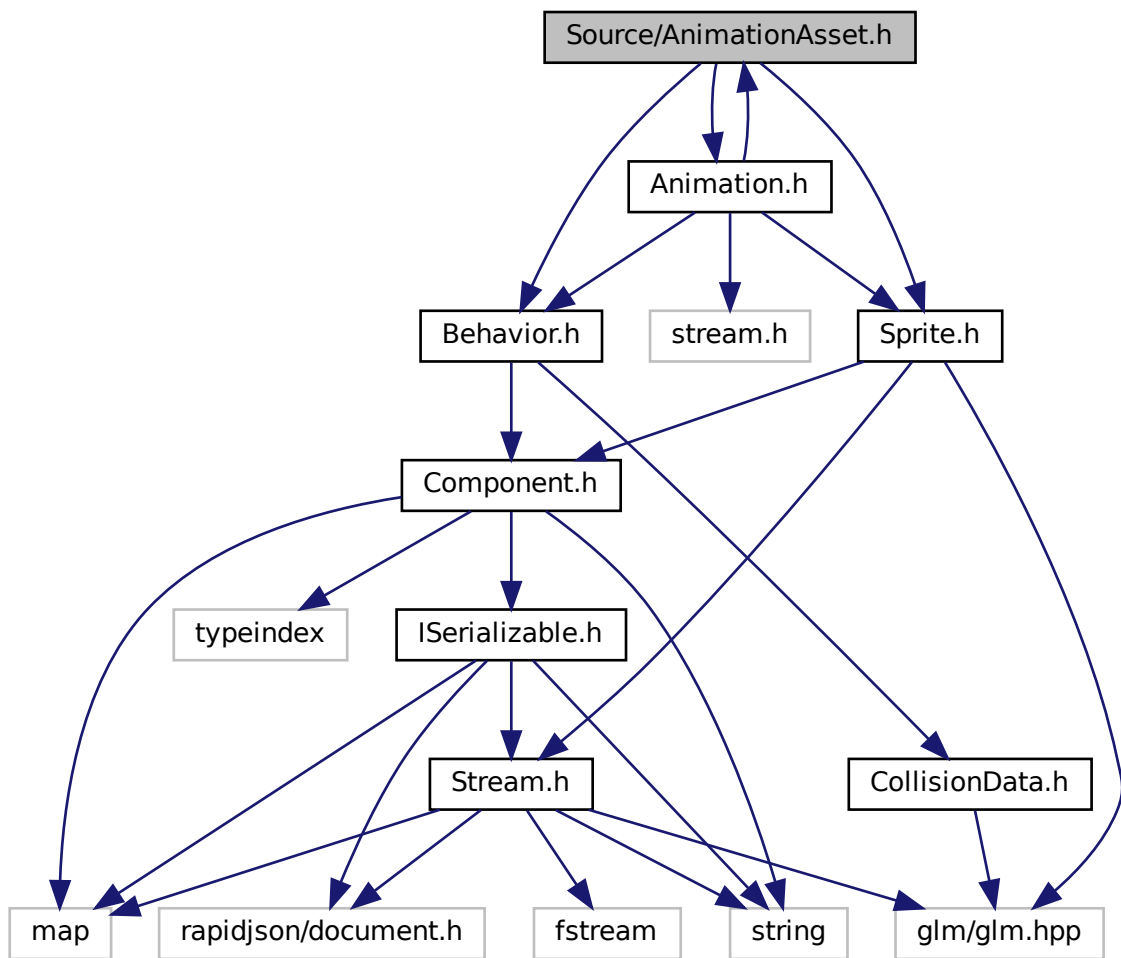 Source/AnimationAsset.h
Animation.h
Behavior.h
stream.h
Sprite.h
Component.h
typeindex
ISerializable.h
Stream.h
CollisionData.h
map
rapidjson/document.h
fstream
string
glm/glm.hpp